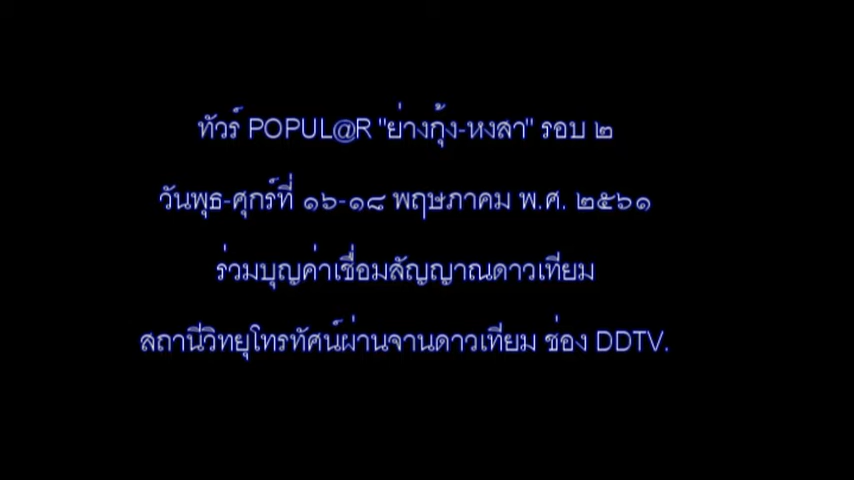 ทัวร์ POPUL@R "ย่างกุ้ง-หงสา" รอบ ๒
วันพุธ-ศุกร์ที่ ๑๖-๑๘ พฤษภาคม พ.ศ. ๒๕๖๑
ร่วมบุญค่าเชื่อมสัญญาณดาวเทียม
สถานีวิทยุโทรทัศน์ผ่านจานดาวเทียม ช่อง DDTV.